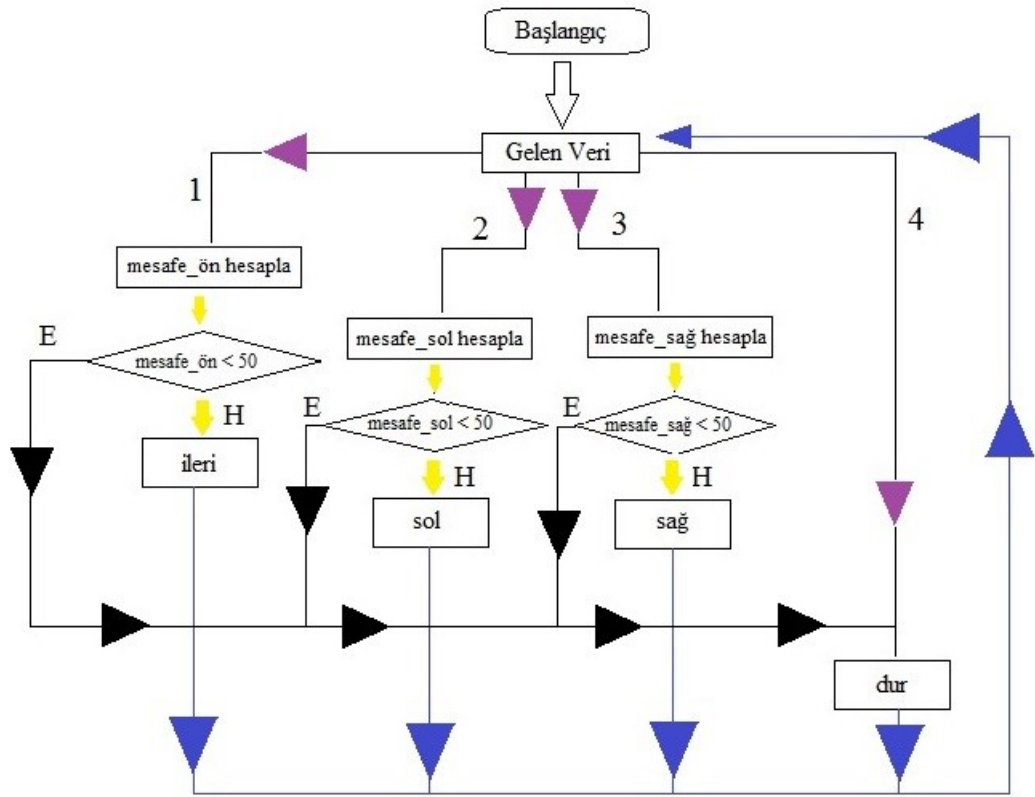 Başlangıç
Gelen Veri
1
2
3
4
mesafe_ön hesapla
mesafe_sol hesapla
mesafe_sağ hesapla
E
mesafe_ön < 50
E
mesafe_sol < 50
E
mesafe_sağ < 50
H
ileri
H
sol
H
sağ
dur